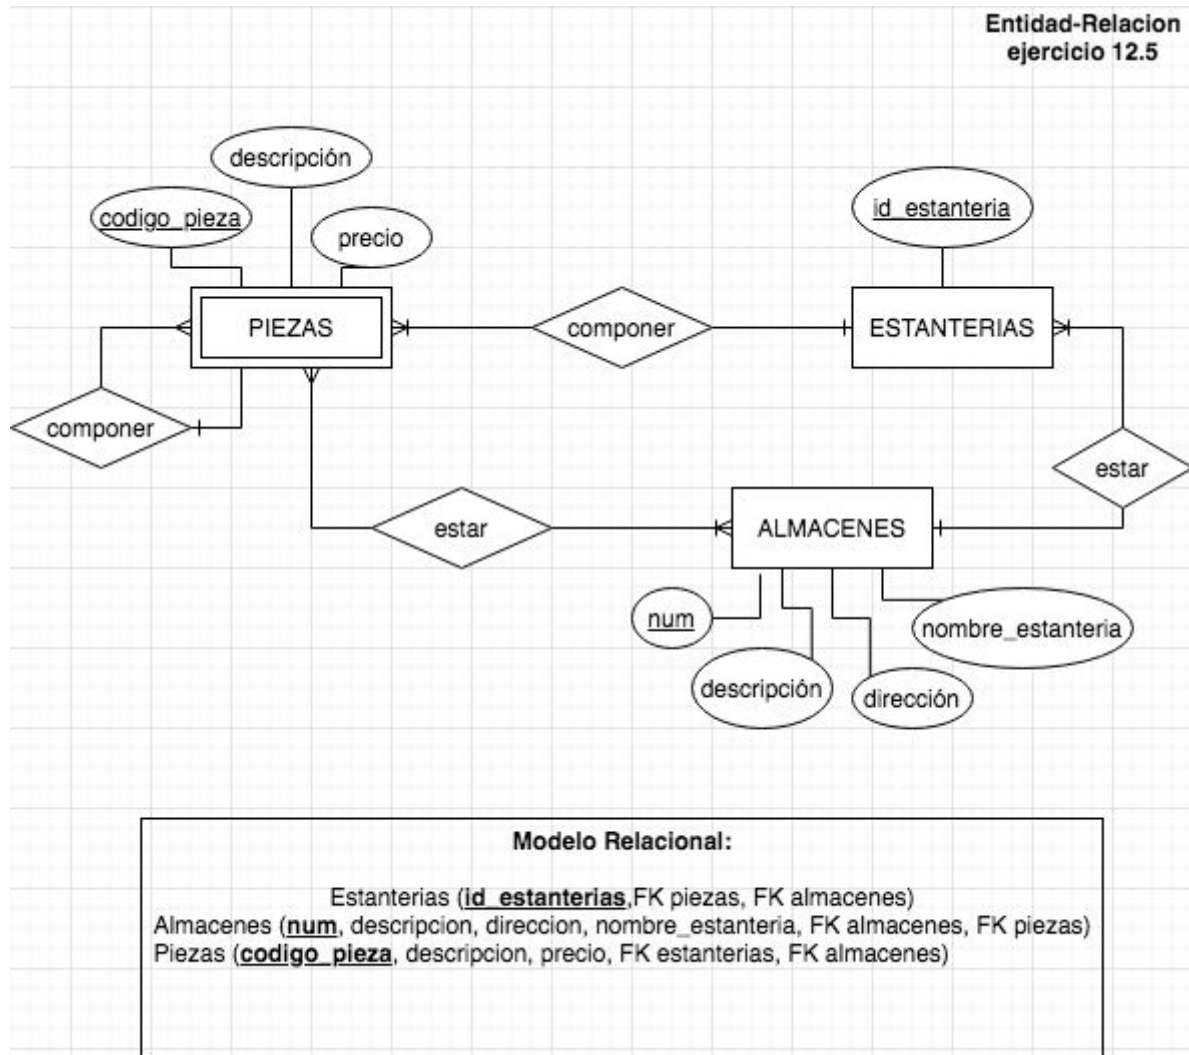 Entidad-Relacion
ejercicio 12.5
descripción
codigo_pieza
precio
id_estanteria
PIEZAS
componer
ESTANTERIAS
componer
estar
estar
ALMACENES
num
nombre_estanteria
descripción
dirección
Modelo Relacional:
Estanterias (id_estanterias,FK piezas, FK almacenes)
Almacenes (num, descripcion, direccion, nombre_estanteria, FK almacenes, FK piezas)
Piezas (codigo_pieza, descripcion, precio, FK estanterias, FK almacenes)